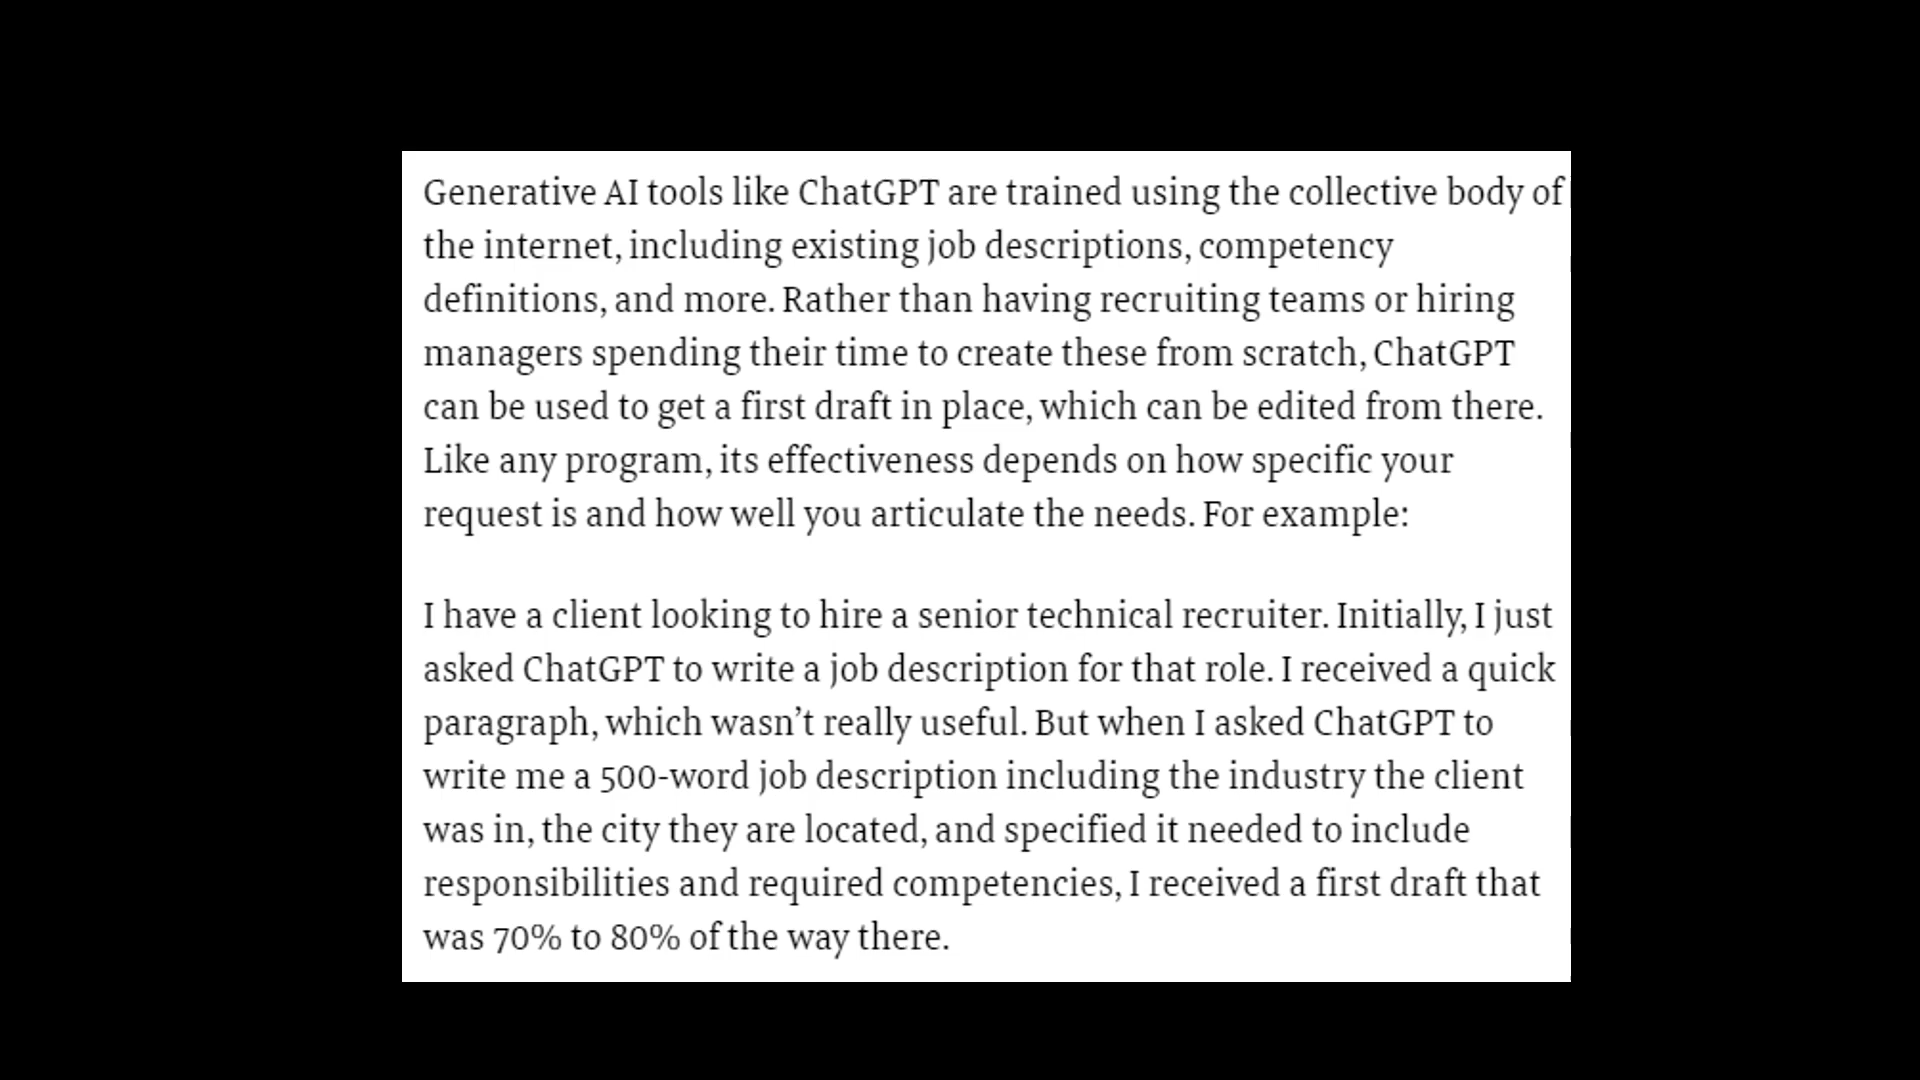 Generative AI tools like ChatGPT are trained using the collective body of
the internet, including existing job descriptions, competency
definitions, and more. Rather than having recruiting teams or hiring
managers spending their time to create these from scratch, ChatGPT
can be used to get a first draft in place, which can be edited from there.
Like any program, its effectiveness depends on how specific your
request is and how well you articulate the needs. For example:
I have a client looking to hire a senior technical recruiter. Initially, I just
asked ChatGPT to write a job description for that role. I received a quick
paragraph, which wasn’t really useful. But when I asked ChatGPT to
write me a 500-word job description including the industry the client
was in, the city they are located, and specified it needed to include
responsibilities and required competencies, I received a first draft that
was 70% to 80% of the way there.